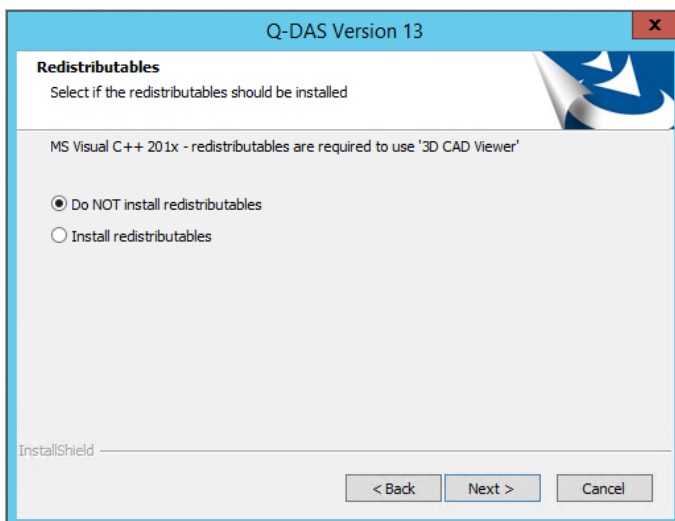 Q-DAS Version 13
x
Redistributables
Select if the redistributables should be installed
MS Visual C++ 201x - redistributables are required to use '3D CAD Viewer'
Do NOT install redistributables
Install redistributables
InstallShield
< Back Next > Cancel